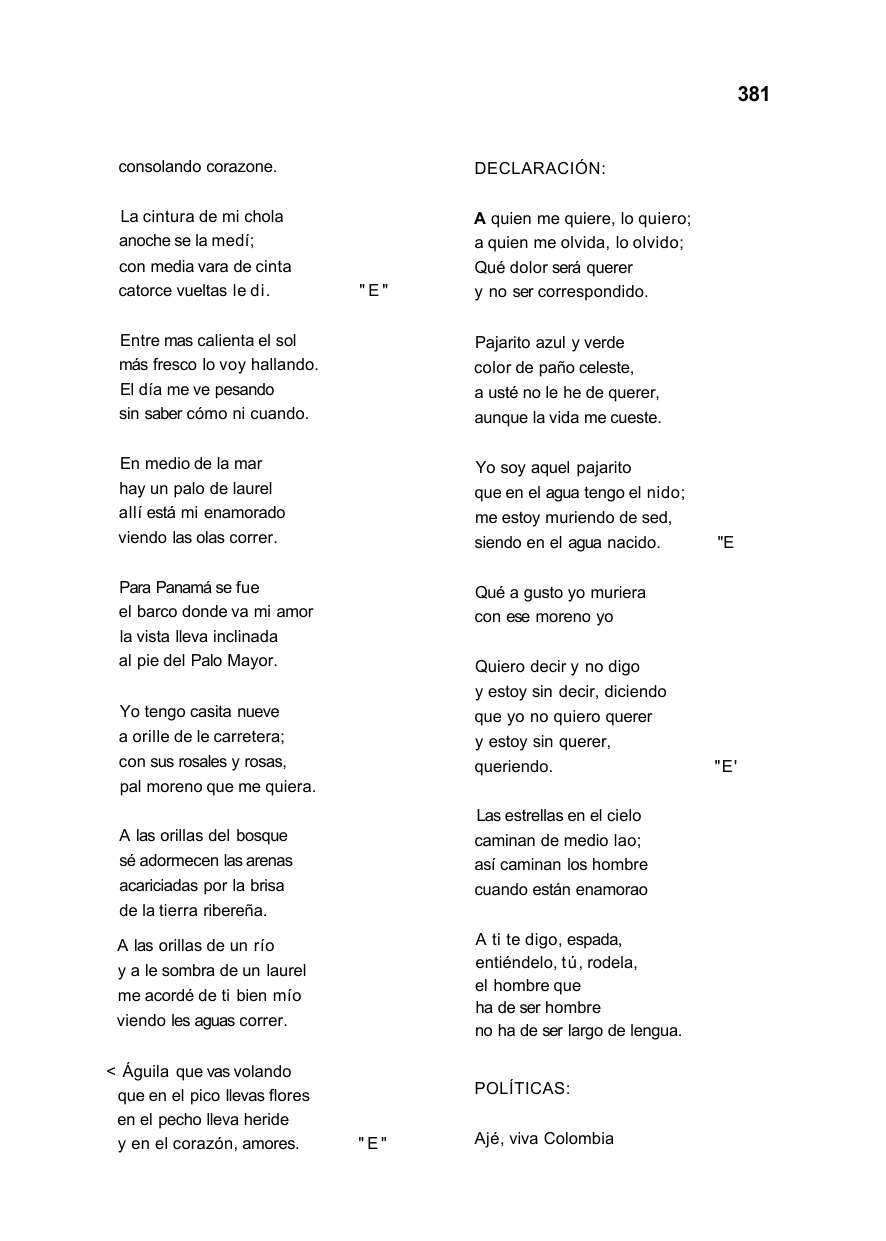 381
consolando corazone.
La cintura de mi chola
anoche se la medí;
con media vara de cinta
catorce vueltas le di. "E"
Entre mas calienta el sol
más fresco lo voy hallando.
El día me ve pesando
sin saber cómo ni cuando.
En medio de la mar
hay un palo de laurel
allí está mi enamorado
viendo las olas correr.
Para Panamá se fue
el barco donde va mi amor
la vista lleva inclinada
al pie del Palo Mayor.
Yo tengo casita nueve
a orille de le carretera;
con sus rosales y rosas,
pal moreno que me quiera.
A las orillas del bosque
sé adormecen las arenas
acariciadas por la brisa
de la tierra ribereña.
A las orillas de un río
y a le sombra de un laurel
me acordé de ti bien mío
viendo les aguas correr.
< Águila que vas volando
que en el pico llevas flores
en el pecho lleva heride
y en el corazón, amores. "E"
DECLARACIÓN:
A quien me quiere, lo quiero;
a quien me olvida, lo olvido;
Qué dolor será querer
y no ser correspondido.
Pajarito azul y verde
color de paño celeste,
a usté no le he de querer,
aunque la vida me cueste.
Yo soy aquel pajarito
que en el agua tengo el nido;
me estoy muriendo de sed,
siendo en el agua nacido. "E
Qué a gusto yo muriera
con ese moreno yo
Quiero decir y no digo
y estoy sin decir, diciendo
que yo no quiero querer
y estoy sin querer,
queriendo. "E'
Las estrellas en el cielo
caminan de medio lao;
así caminan los hombre
cuando están enamorao
A ti te digo, espada,
entiéndelo, tú, rodela,
el hombre que
ha de ser hombre
no ha de ser largo de lengua.
POLÍTICAS:
Ajé, viva Colombia